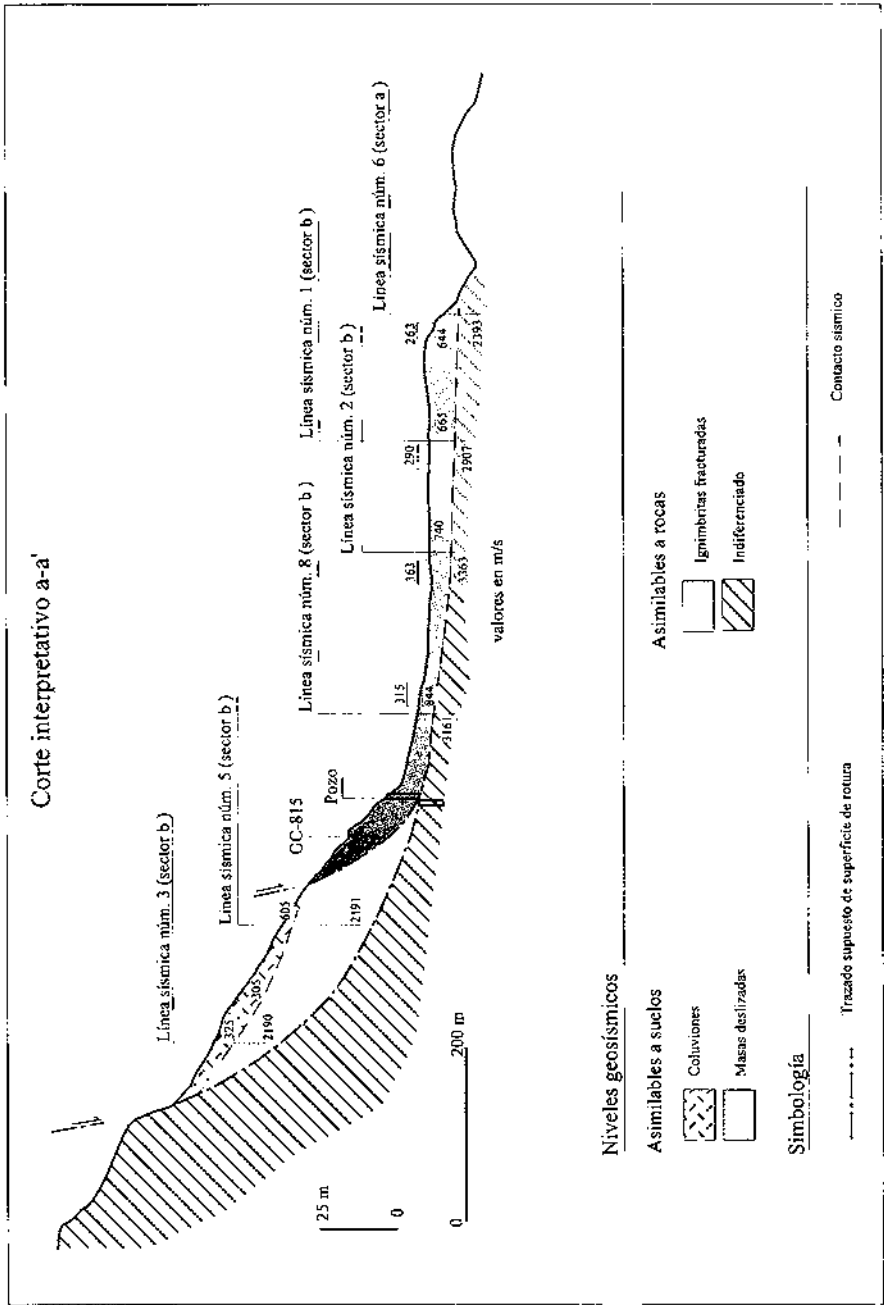 Corte interpretativo a-a'
Línea sísmica núm. 3 (sector b )
Línea sísmica núm. 5 (sector b )
GC-815
Pozo
Línea sísmica núm. 8 (sector b )
Línea sísmica núm. 2 (sector b )
Línea sísmica núm. 1 (sector b )
Línea sísmica núm. 6 (sector a )
325
305
2190
605
2191
315
844
3161
363
740
3363
290
665
2907
263
644
2393
valores en m/s
25 m
0
0
200 m
Niveles geosísmicos
Asimilables a suelos
Coluviones
Masas deslizadas
Asimilables a rocas
Ignimbritas fracturadas
Indiferenciado
Simbología
Trazado supuesto de superficie de rotura
Contacto sísmico